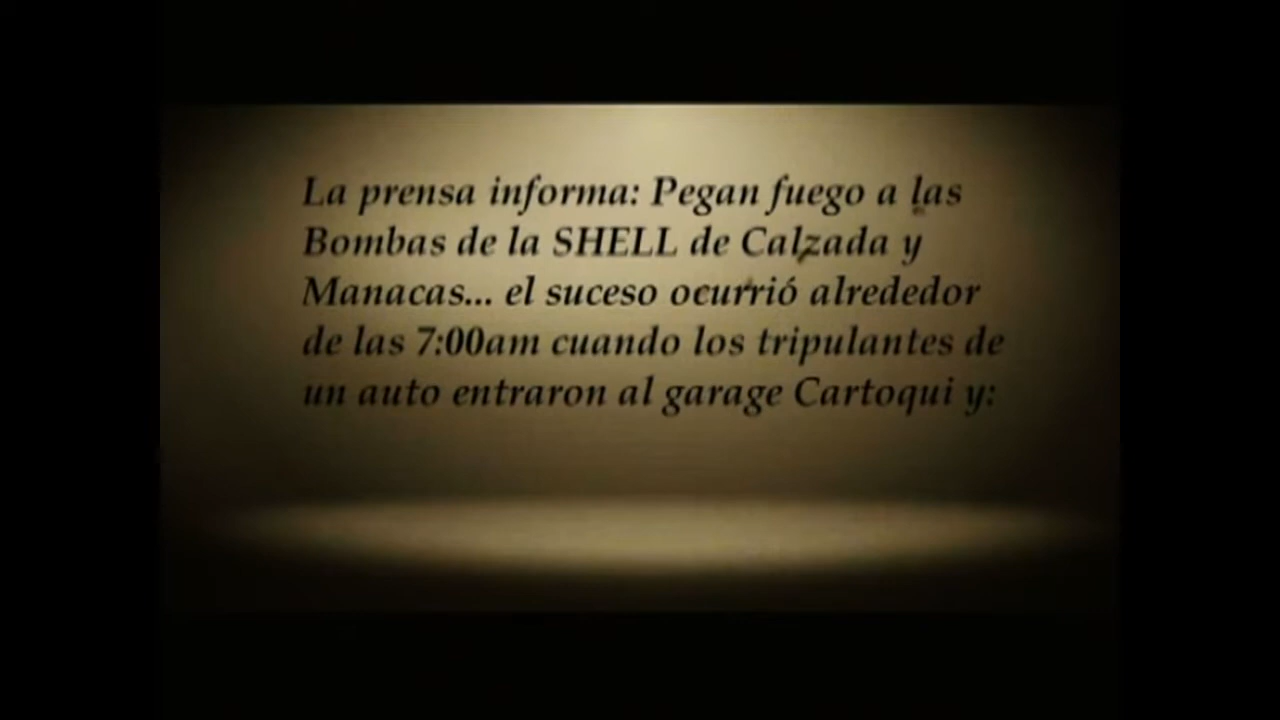 La prensa informa: Pegan fuego a las
Bombas de la SHELL de Calzada y
Manacas... el suceso ocurrió alrededor
de las 7:00am cuando los tripulantes de
un auto entraron al garage Cartoqui y: